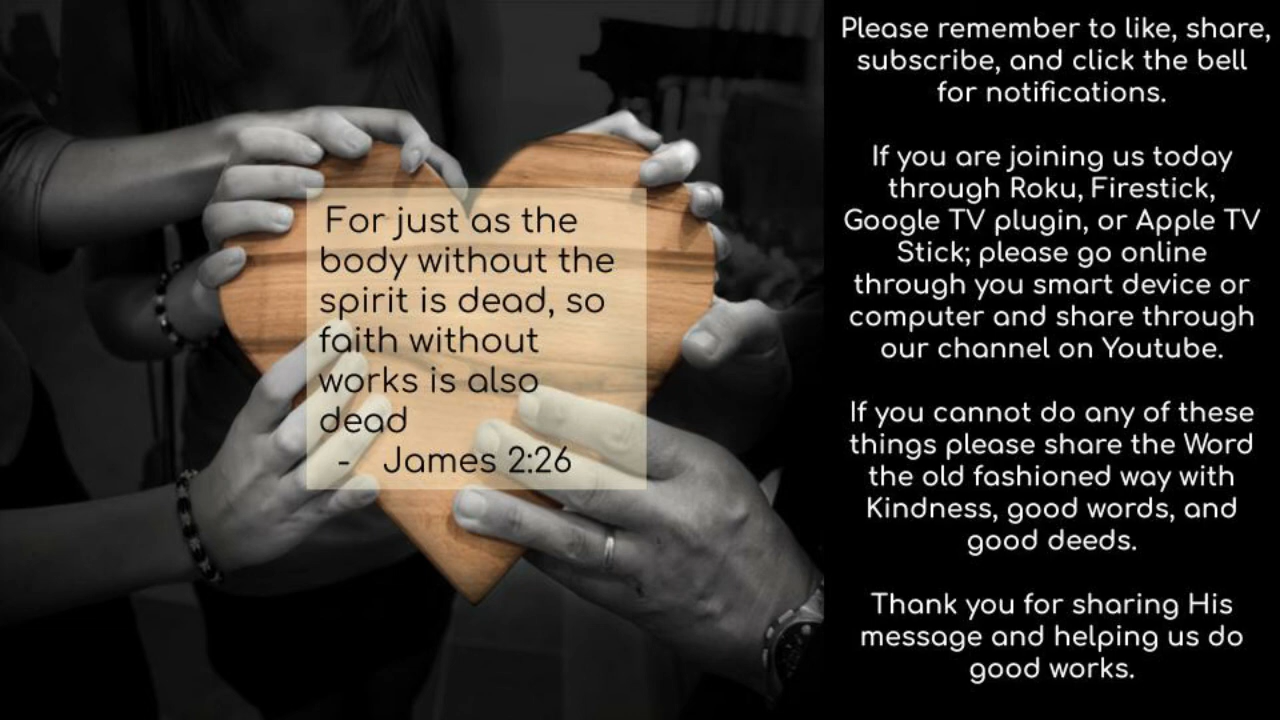 For just as the
body without the
spirit is dead, so
faith without
works is also
dead
- James 2:26
Please remember to like, share,
subscribe, and click the bell
for notifications.
If you are joining us today
through Roku, Firestick,
Google TV plugin, or Apple TV
Stick; please go online
through you smart device or
computer and share through
our channel on Youtube.
If you cannot do any of these
things please share the Word
the old fashioned way with
Kindness, good words, and
good deeds.
Thank you for sharing His
message and helping us do
good works.